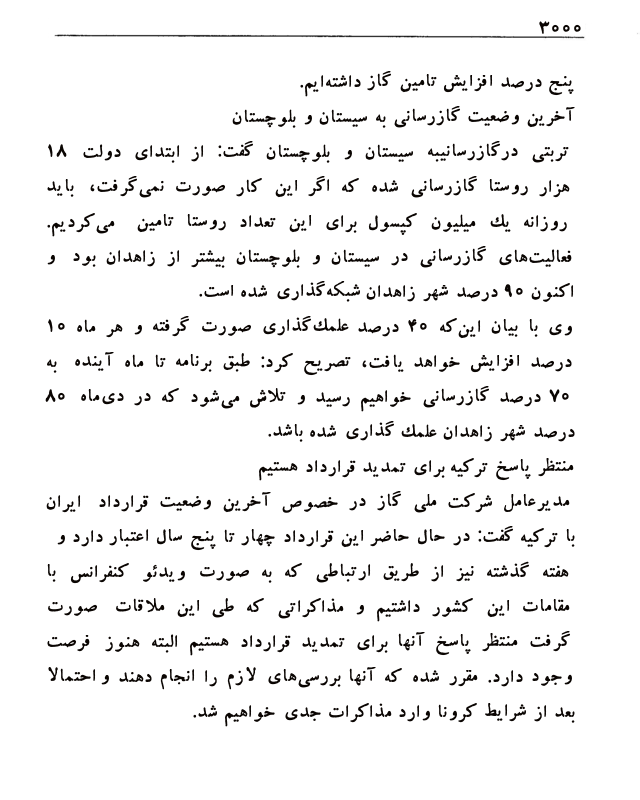 ۳۰۰۰
پنج درصد افزایش تامین گاز داشته‌ایم.
آخرین وضعیت گازرسانی به سیستان و بلوچستان
تربتی درگازرسانیبه سیستان و بلوچستان گفت: از ابتدای دولت ۱۸
هزار روستا گازرسانی شده که اگر این کار صورت نمی‌گرفت، باید
روزانه یك میلیون کپسول برای این تعداد روستا تامین می‌کردیم.
فعالیت‌های گازرسانی در سیستان و بلوچستان بیشتر از زاهدان بود و
اکنون ۹۰ درصد شهر زاهدان شبکه‌گذاری شده است.
وی با بیان این‌که ۴۰ درصد علمك‌گذاری صورت گرفته و هر ماه ۱۰
درصد افزایش خواهد یافت، تصریح کرد: طبق برنامه تا ماه آینده به
۷۰ درصد گازرسانی خواهیم رسید و تلاش می‌شود که در دی‌ماه ۸۰
درصد شهر زاهدان علمك گذاری شده باشد.
منتظر پاسخ ترکیه برای تمدید قرارداد هستیم
مدیرعامل شرکت ملی گاز در خصوص آخرین وضعیت قرارداد ایران
با ترکیه گفت: در حال حاضر این قرارداد چهار تا پنج سال اعتبار دارد و
هفته گذشته نیز از طریق ارتباطی که به صورت ویدئو کنفرانس با
مقامات این کشور داشتیم و مذاکراتی که طی این ملاقات صورت
گرفت منتظر پاسخ آنها برای تمدید قرارداد هستیم البته هنوز فرصت
وجود دارد. مقرر شده که آنها بررسی‌های لازم را انجام دهند و احتمالا
بعد از شرایط کرونا وارد مذاکرات جدی خواهیم شد.